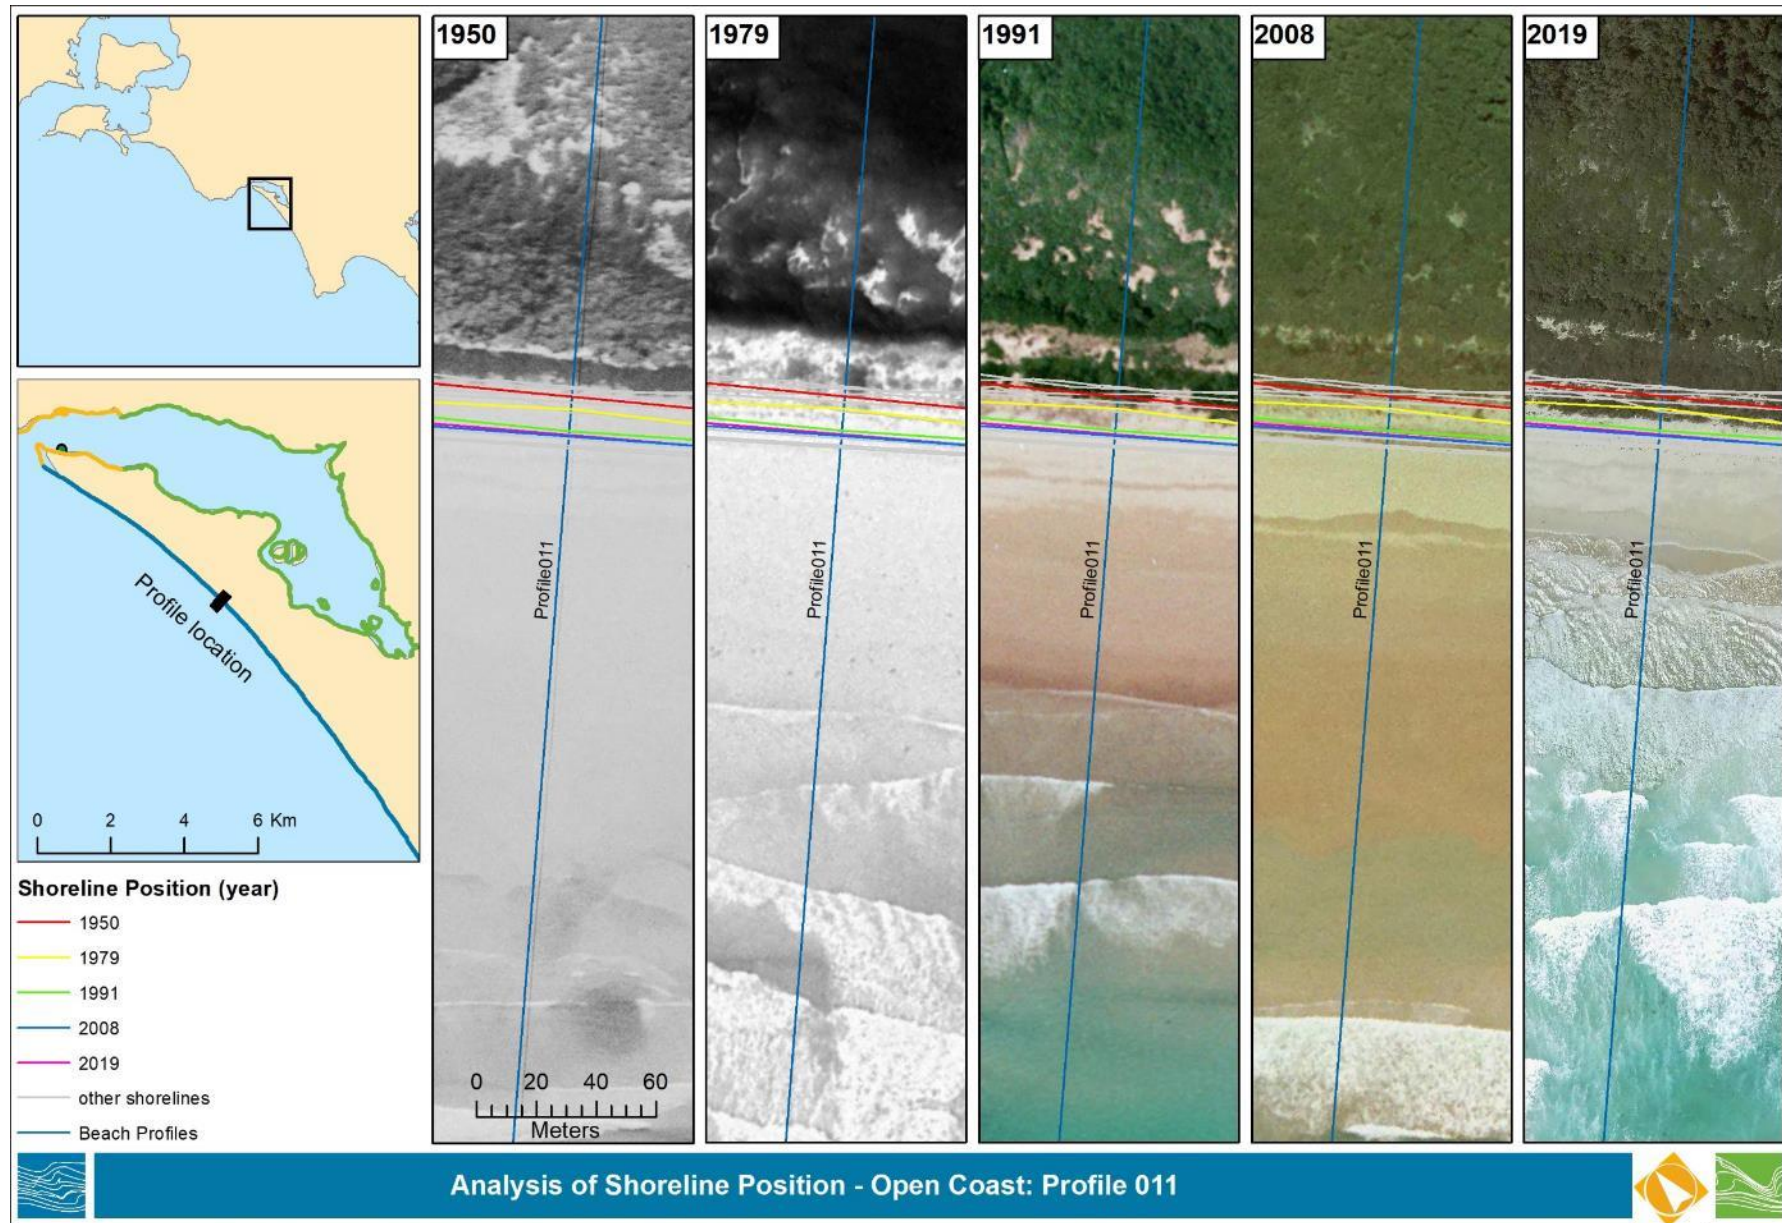 1950
1979
1991
2008
2019
Profile011
Profile011
Profile011
Profile011
Profile011
Profile location
0 2 4 6 Km
Shoreline Position (year)
1950
1979
1991
2008
2019
other shorelines
Beach Profiles
0 20 40 60
Meters
Analysis of Shoreline Position - Open Coast: Profile 011